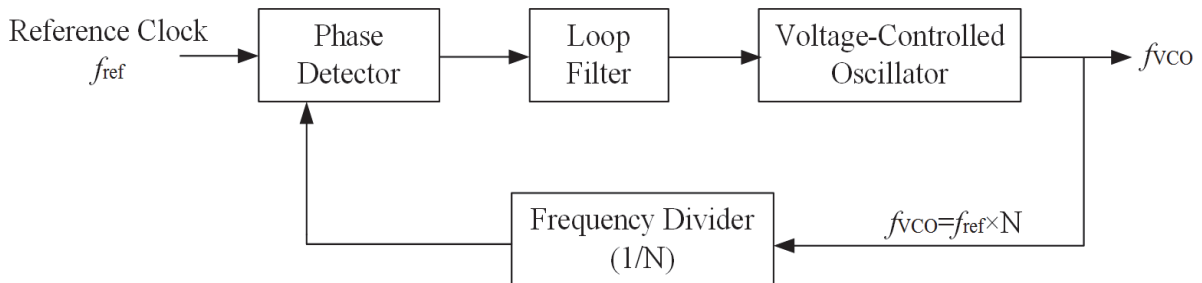 Reference Clock
fref
Phase
Detector
Loop
Filter
Voltage-Controlled
Oscillator
fVCO
Frequency Divider
(1/N)
fVCO=fref×N